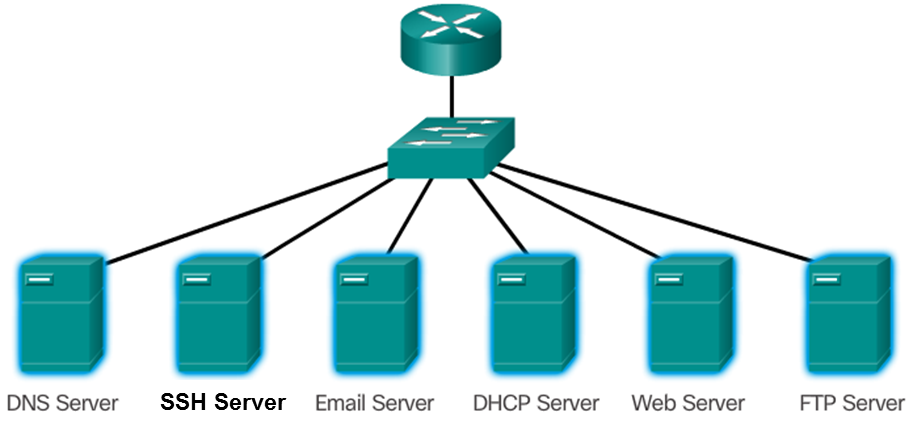 DNS Server
SSH Server
Email Server
DHCP Server
Web Server
FTP Server